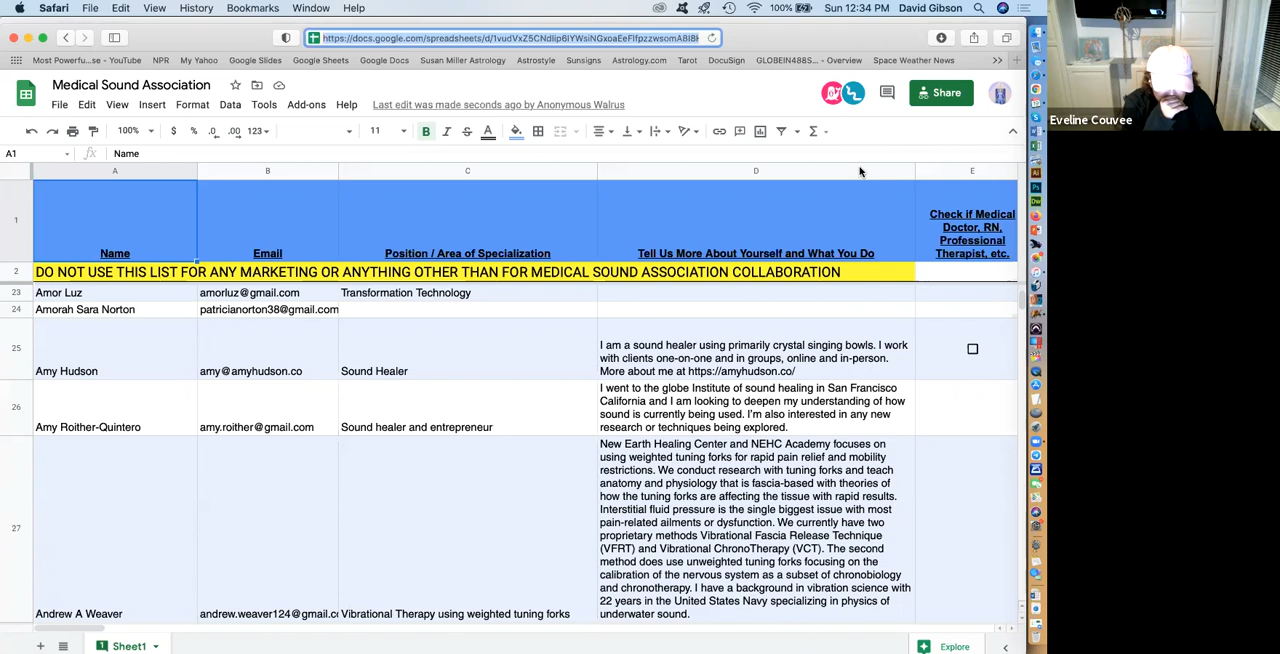 Safari File Edit View History Bookmarks Window Help 100% Sun 12:34 PM David Gibson
Most Powerfu...se - YouTube NPR My Yahoo Google Slides Google Sheets Google Docs Susan Miller Astrology Astrostyle Sunsigns Astrology.com Tarot DocuSign GLOBEIN488S... - Overview Space Weather News
Medical Sound Association
Share
File Edit View Insert Format Data Tools Add-ons Help Last edit was made seconds ago by Anonymous Walrus
100% $ % .0 .00 123 11 B I S A
A1 fx Name
A B C D E
1 Name Email Position / Area of Specialization Tell Us More About Yourself and What You Do
Check if Medical
Doctor, RN,
Professional
Therapist, etc.
2 DO NOT USE THIS LIST FOR ANY MARKETING OR ANYTHING OTHER THAN FOR MEDICAL SOUND ASSOCIATION COLLABORATION
23 Amor Luz amorluz@gmail.com Transformation Technology
24 Amorah Sara Norton patricianorton38@gmail.com
25 Amy Hudson amy@amyhudson.co Sound Healer
I am a sound healer using primarily crystal singing bowls. I work
with clients one-on-one and in groups, online and in-person.
More about me at https://amyhudson.co/
26 Amy Roither-Quintero amy.roither@gmail.com Sound healer and entrepreneur
I went to the globe Institute of sound healing in San Francisco
California and I am looking to deepen my understanding of how
sound is currently being used. I'm also interested in any new
research or techniques being explored.
27 Andrew A Weaver andrew.weaver124@gmail.cc Vibrational Therapy using weighted tuning forks
New Earth Healing Center and NEHC Academy focuses on
using weighted tuning forks for rapid pain relief and mobility
restrictions. We conduct research with tuning forks and teach
anatomy and physiology that is fascia-based with theories of
how the tuning forks are affecting the tissue with rapid results.
Interstitial fluid pressure is the single biggest issue with most
pain-related ailments or dysfunction. We currently have two
proprietary methods Vibrational Fascia Release Technique
(VFRT) and Vibrational ChronoTherapy (VCT). The second
method does use unweighted tuning forks focusing on the
calibration of the nervous system as a subset of chronobiology
and chronotherapy. I have a background in vibration science with
22 years in the United States Navy specializing in physics of
underwater sound.
1 Sheet1 Explore
Eveline Couvee